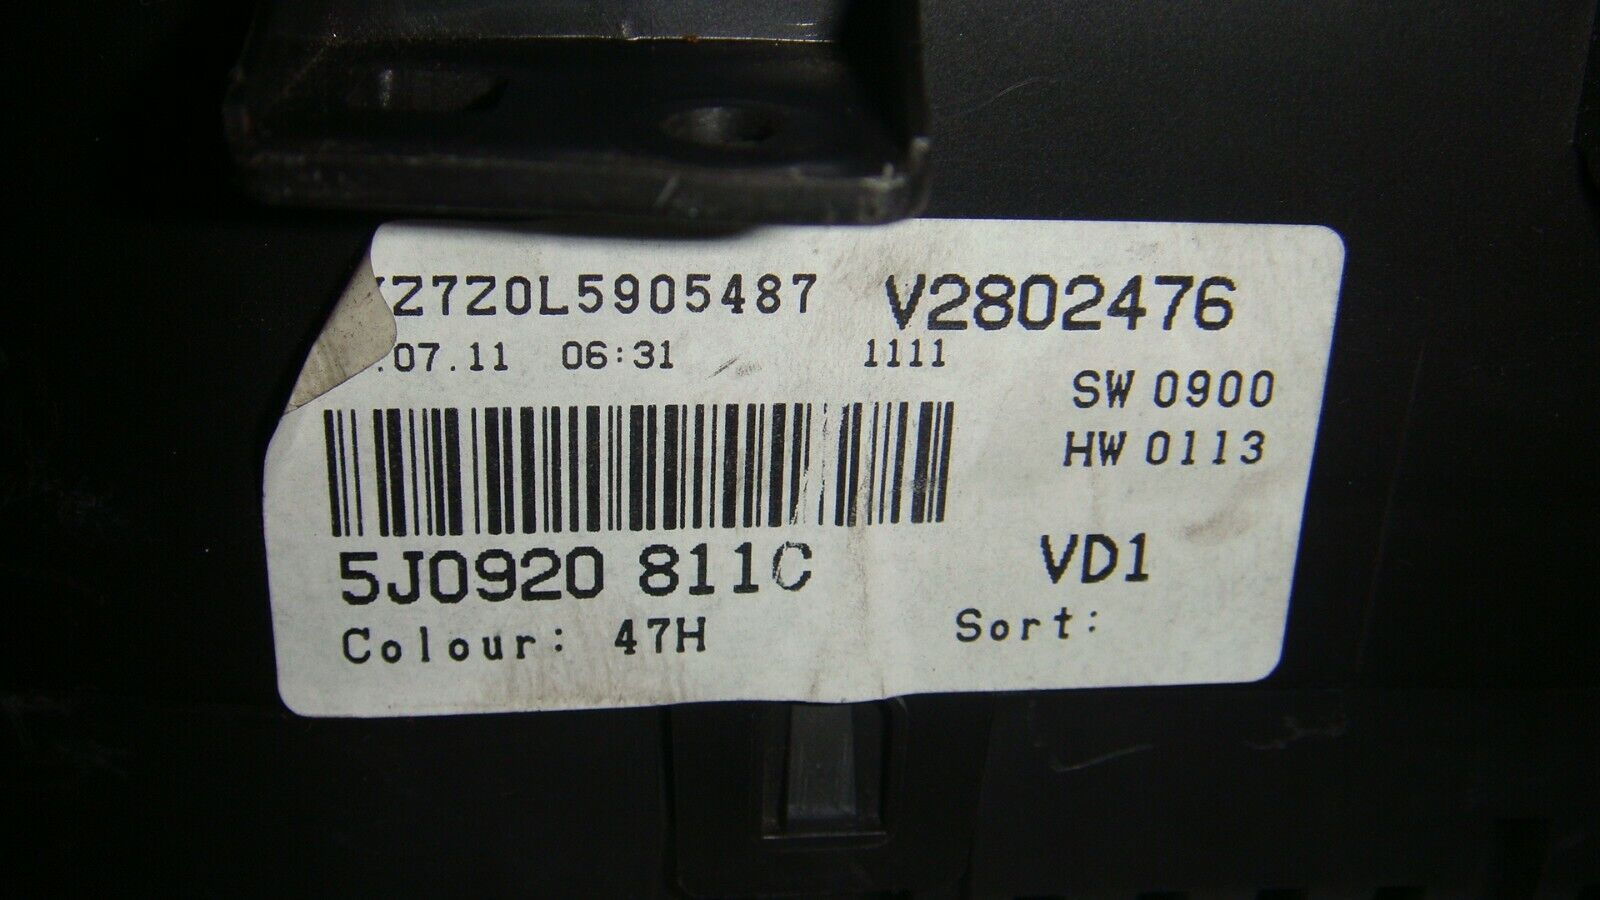 Z7Z0L5905487 V2802476
.07.11 06:31 1111
SW 0900
HW 0113
5J0920 811C VD1
Colour: 47H Sort: